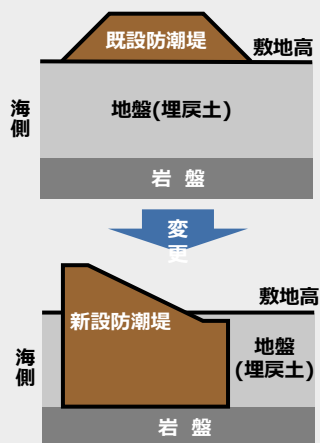 既設防潮堤
敷地高
海側
地盤(埋戻土)
岩 盤
変更
敷地高
新設防潮堤
海側
地盤
(埋戻土)
岩 盤